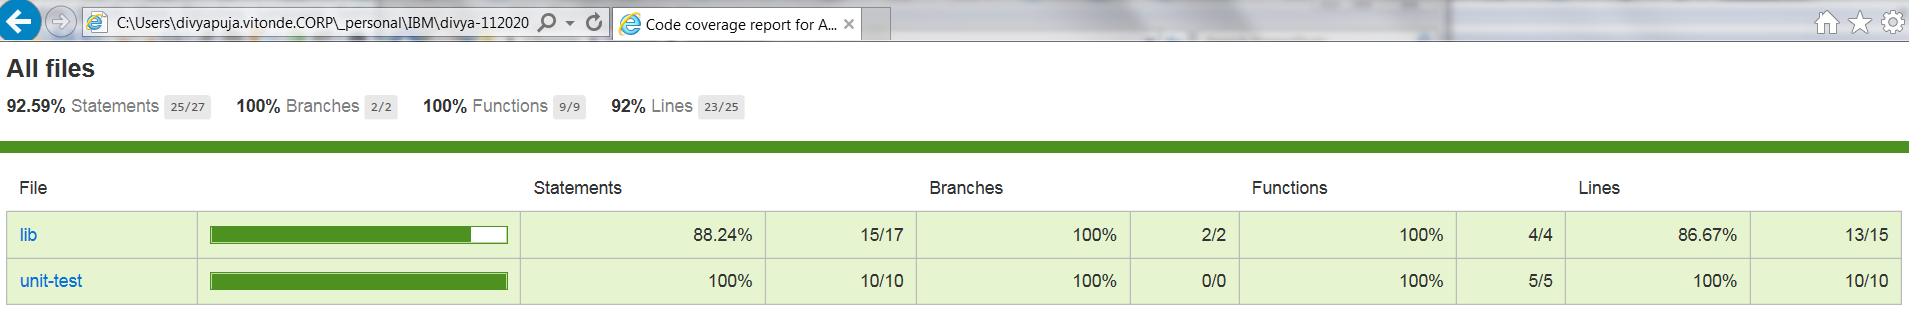 C:\Users\divyapuja.vitonde.CORP\_personal\IBM\divya-112020
Code coverage report for A...
All files
92.59% Statements 25/27 100% Branches 2/2 100% Functions 9/9 92% Lines 23/25
File Statements Branches Functions Lines
lib 88.24% 15/17 100% 2/2 100% 4/4 86.67% 13/15
unit-test 100% 10/10 100% 0/0 100% 5/5 100% 10/10